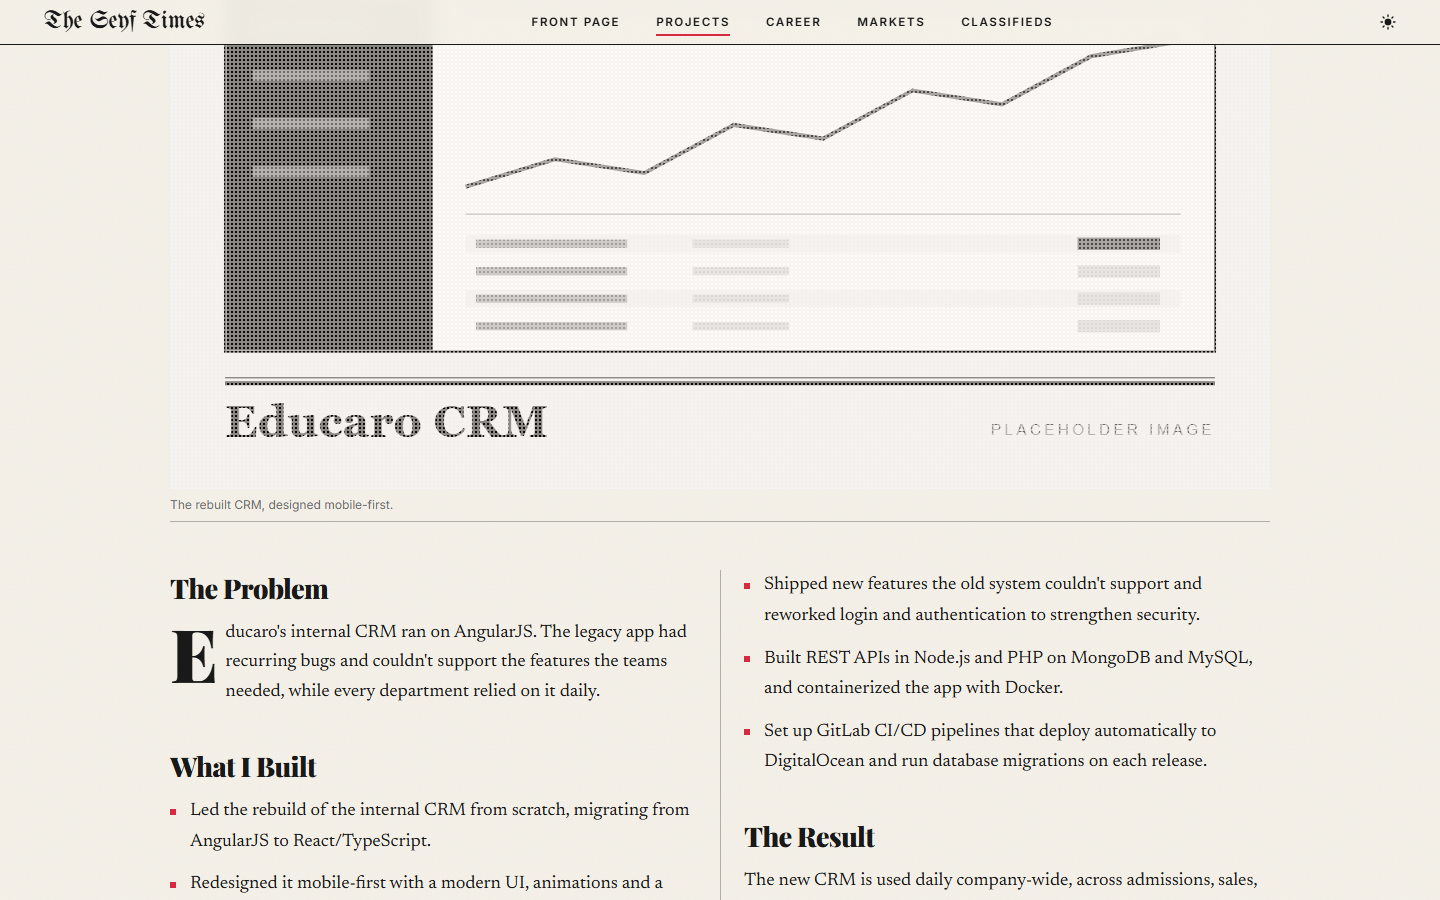 The Seyf Times
FRONT PAGE
PROJECTS
CAREER
MARKETS
CLASSIFIEDS
Educaro CRM
PLACEHOLDER IMAGE
The rebuilt CRM, designed mobile-first.
The Problem
Educaro's internal CRM ran on AngularJS. The legacy app had
recurring bugs and couldn't support the features the teams
needed, while every department relied on it daily.
What I Built
Led the rebuild of the internal CRM from scratch, migrating from
AngularJS to React/TypeScript.
Redesigned it mobile-first with a modern UI, animations and a
Shipped new features the old system couldn't support and
reworked login and authentication to strengthen security.
Built REST APIs in Node.js and PHP on MongoDB and MySQL,
and containerized the app with Docker.
Set up GitLab CI/CD pipelines that deploy automatically to
DigitalOcean and run database migrations on each release.
The Result
The new CRM is used daily company-wide, across admissions, sales,